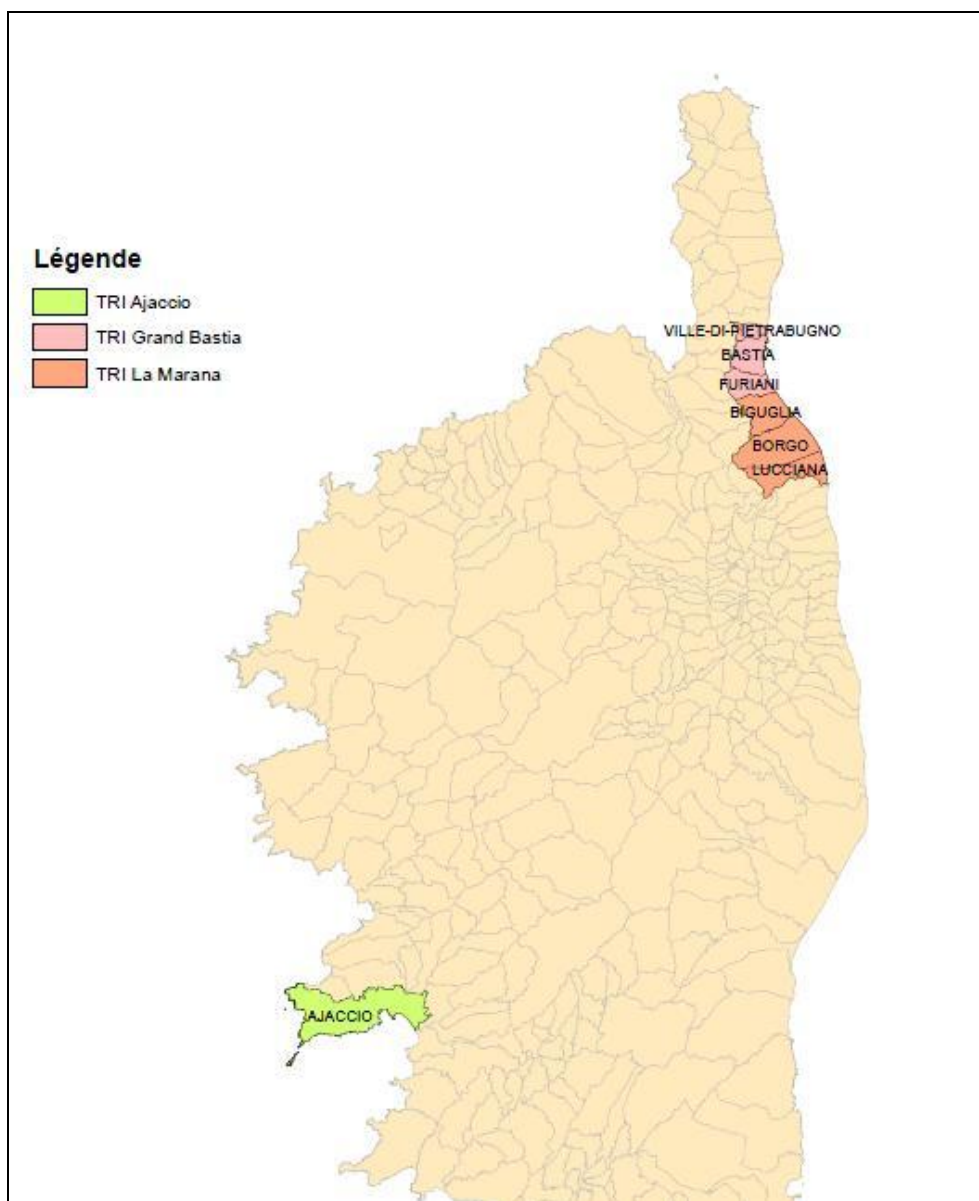 Légende
TRI Ajaccio
TRI Grand Bastia
TRI La Marana
VILLE-DI-PIETRABUGNO
BASTIA
FURIANI
BIGUGLIA
BORGO
LUCCIANA
AJACCIO